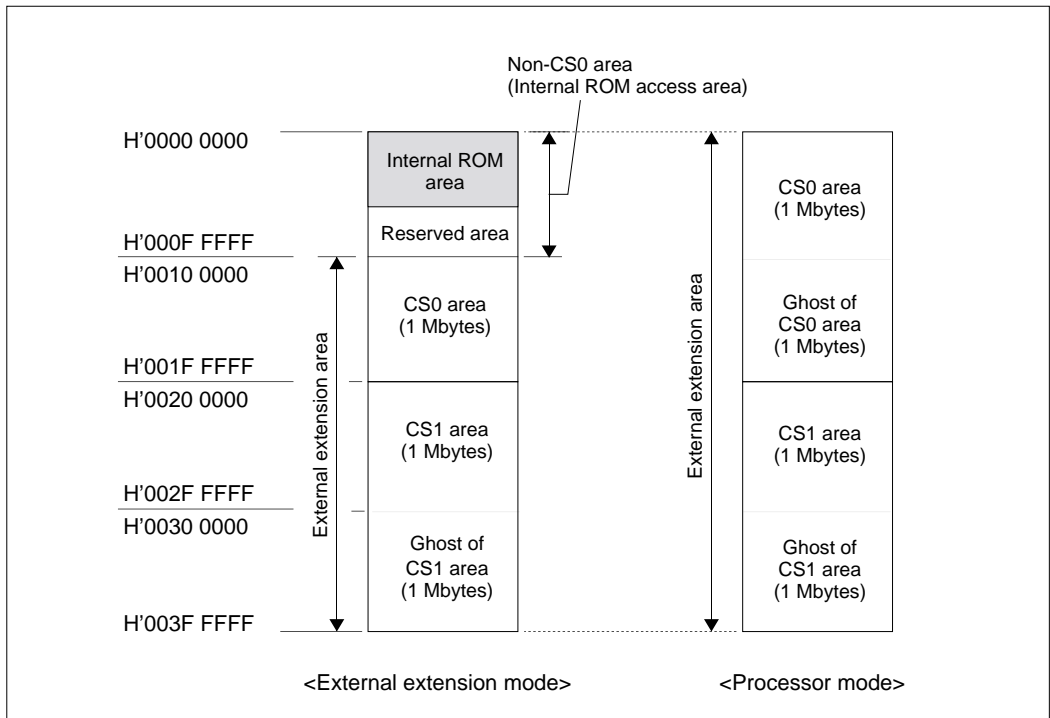 Non-CS0 area
(Internal ROM access area)
H'0000 0000
H'000F FFFF
H'0010 0000
H'001F FFFF
H'0020 0000
H'002F FFFF
H'0030 0000
H'003F FFFF
External extension area
Internal ROM
area
Reserved area
CS0 area
(1 Mbytes)
CS1 area
(1 Mbytes)
Ghost of
CS1 area
(1 Mbytes)
<External extension mode>
External extension area
CS0 area
(1 Mbytes)
Ghost of
CS0 area
(1 Mbytes)
CS1 area
(1 Mbytes)
Ghost of
CS1 area
(1 Mbytes)
<Processor mode>